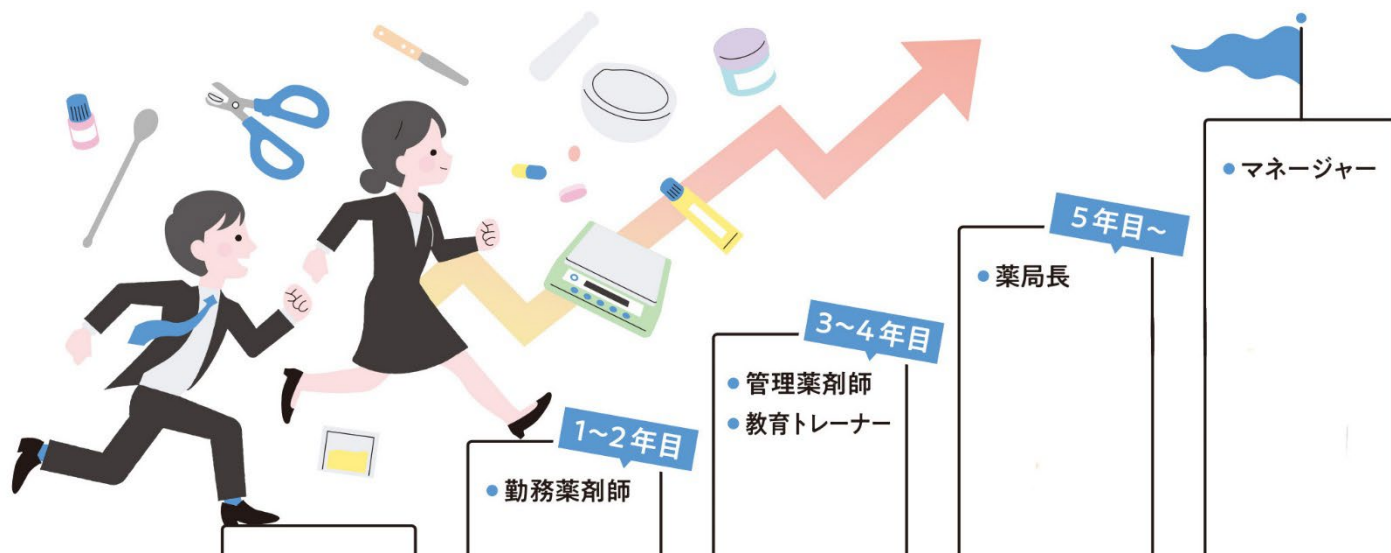 1~2年目
● 勤務薬剤師
3~4年目
● 管理薬剤師
● 教育トレーナー
5年目~
● 薬局長
● マネージャー